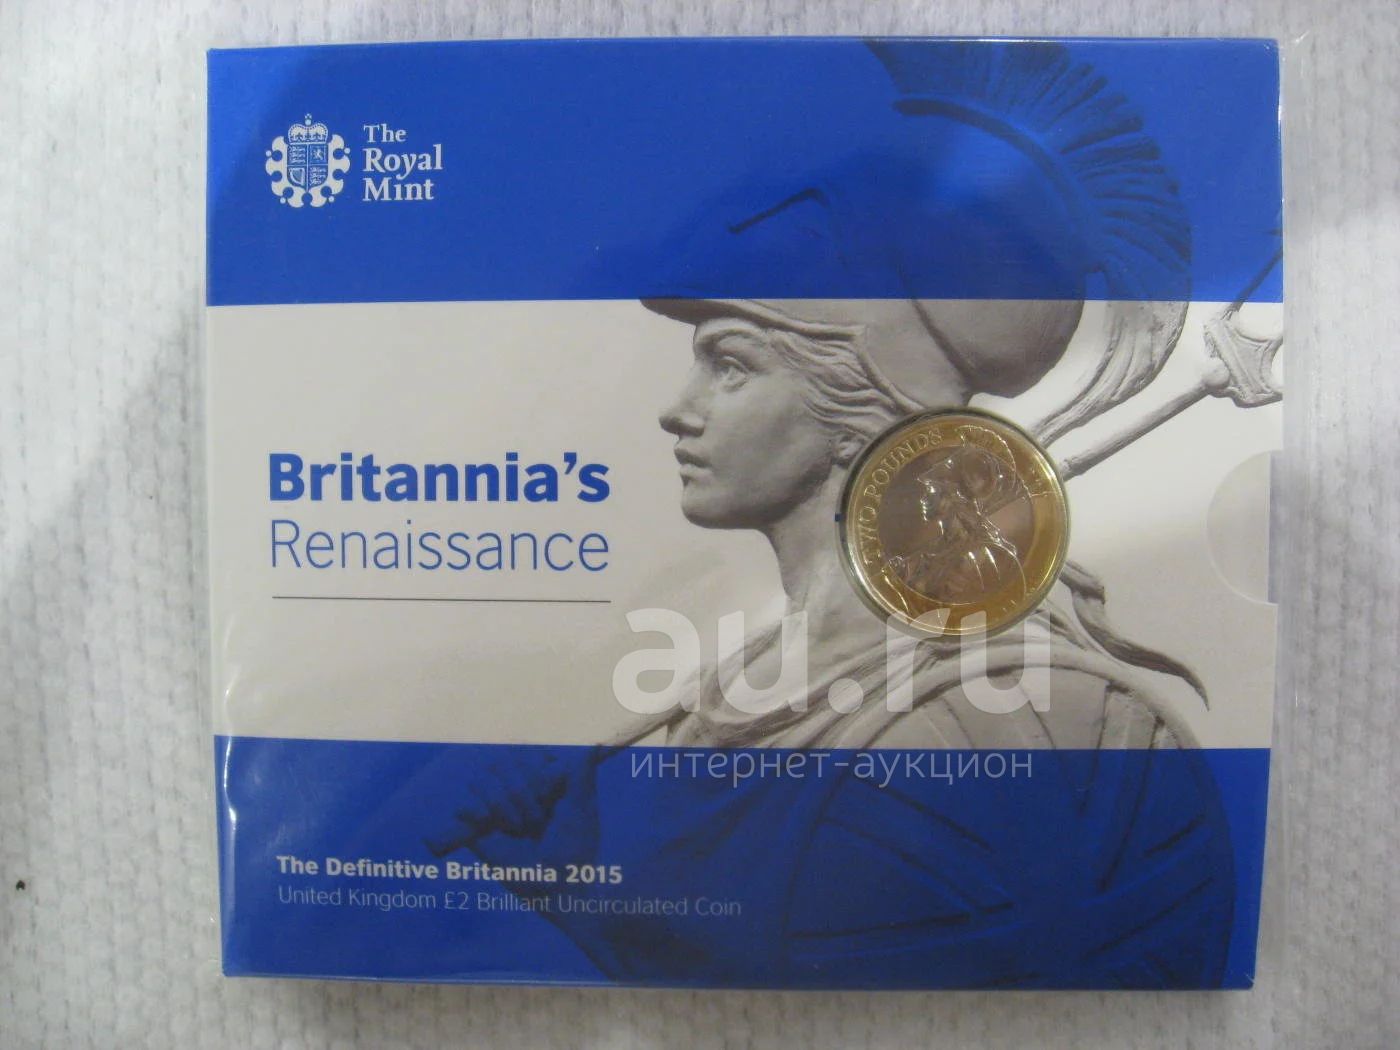 The
Royal
Mint
TWO POUNDS
Britannia's
Renaissance
au.ru
интернет-аукцион
The Definitive Britannia 2015
United Kingdom £2 Brilliant Uncirculated Coin